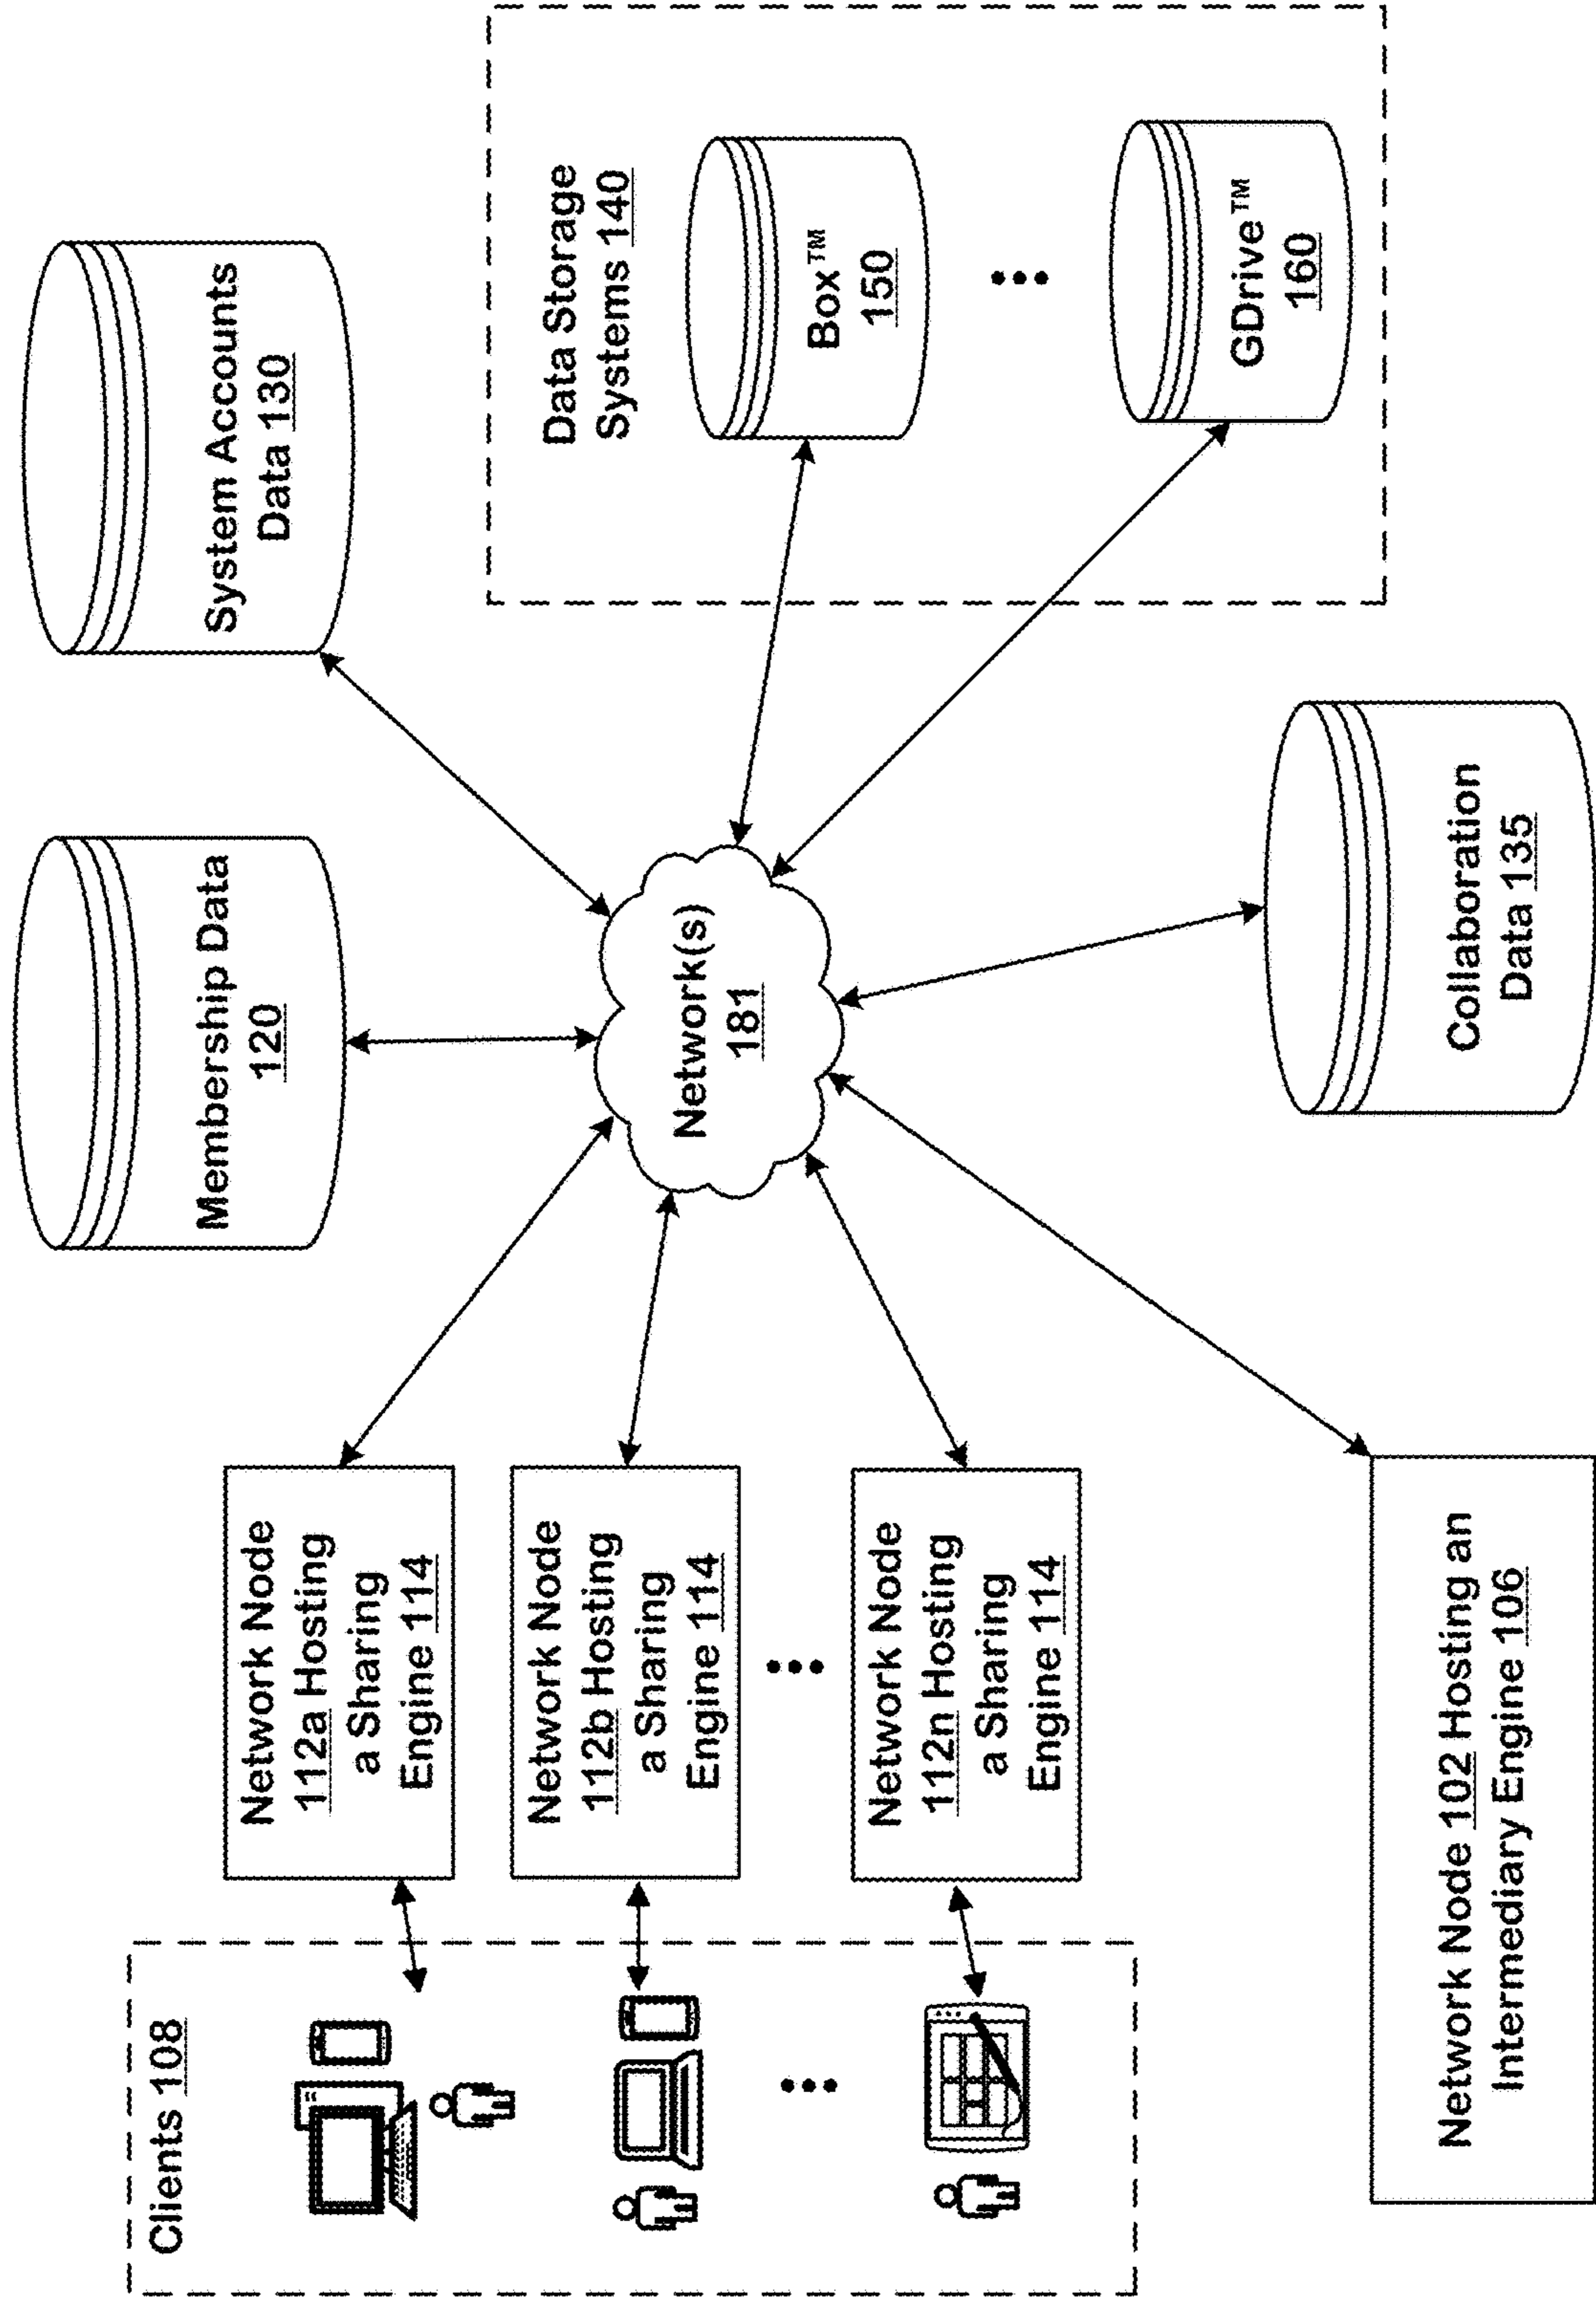 Clients 108
Network Node
112a Hosting
a Sharing
Engine 114
Network Node
112b Hosting
a Sharing
Engine 114
Network Node
112n Hosting
a Sharing
Engine 114
Network Node 102 Hosting an
Intermediary Engine 106
Membership Data
120
Network(s)
181
Collaboration
Data 135
System Accounts
Data 130
Data Storage
Systems 140
Box™
150
GDrive™
160